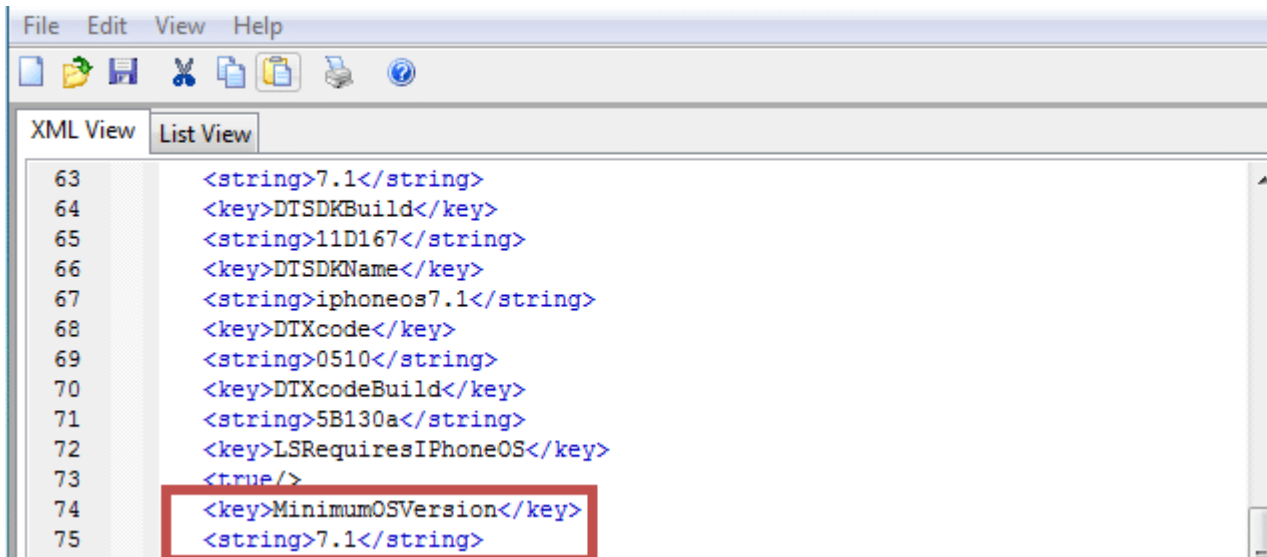 File Edit View Help
XML View List View
63 <string>7.1</string>
64 <key>DTSDKBuild</key>
65 <string>11D167</string>
66 <key>DTSDKName</key>
67 <string>iphoneos7.1</string>
68 <key>DTXcode</key>
69 <string>0510</string>
70 <key>DTXcodeBuild</key>
71 <string>5B130a</string>
72 <key>LSRequiresIPhoneOS</key>
73 <true/>
74 <key>MinimumOSVersion</key>
75 <string>7.1</string>